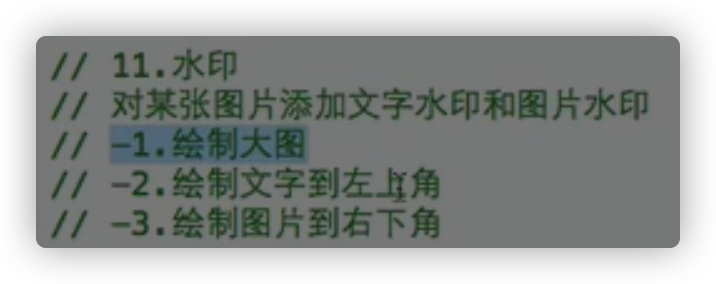 // 11.水印
// 对某张图片添加文字水印和图片水印
// -1.绘制大图
// -2.绘制文字到左上角
// -3.绘制图片到右下角